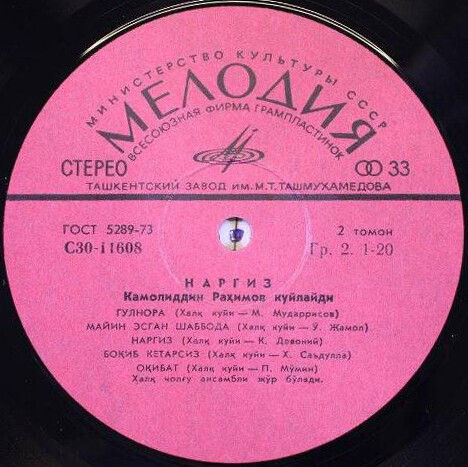 МИНИСТЕРСТВО КУЛЬТУРЫ СССР
МЕЛОДИЯ
ВСЕСОЮЗНАЯ ФИРМА ГРАМПЛАСТИНОК
СТЕРЕО
33
ТАШКЕНТСКИЙ ЗАВОД ИМ. М.Т. ТАШМУХАМЕДОВА
ГОСТ 5289-73
2 томон
С30-11608
Гр. 2. 1-20
НАРГИЗ
Камолиддин Раҳимов куйлайди
ГУЛНОРА (Халқ куйи — М. Мударрисов)
МАЙИН ЭСГАН ШАББОДА (Халқ куйи — У. Жамол)
НАРГИЗ (Халқ куйи — К. Девоний)
БОҚИБ КЕТАРСИЗ (Халқ куйи — Х. Саъдулла)
ОҚИБАТ (Халқ куйи — П. Мўмин)
Халқ чолғу ансамбли жўр бўлади.